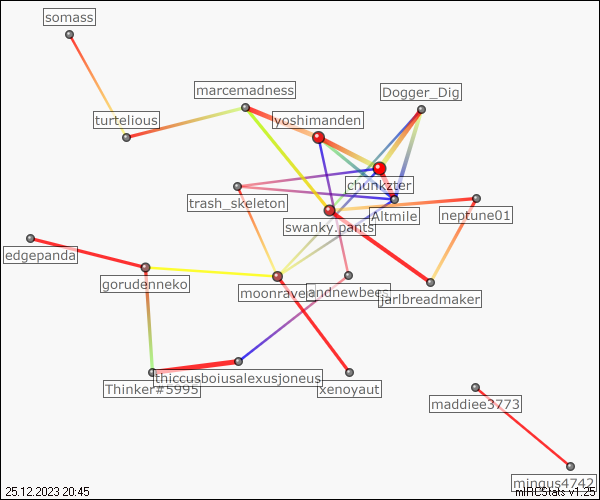 somass
marcemadness
Dogger_Dig
turtelious
yoshimanden
chunkzter
trash_skeleton
Altmile
neptune01
swanky.pants
edgepanda
gorudenneko
moonrave
andnewbees
jarlbreadmaker
thiccusboiusalexusjoneus
Thinker#5995
xenoyaut
maddiee3773
mingus4742
25.12.2023 20:45
mIRCStats v1.25